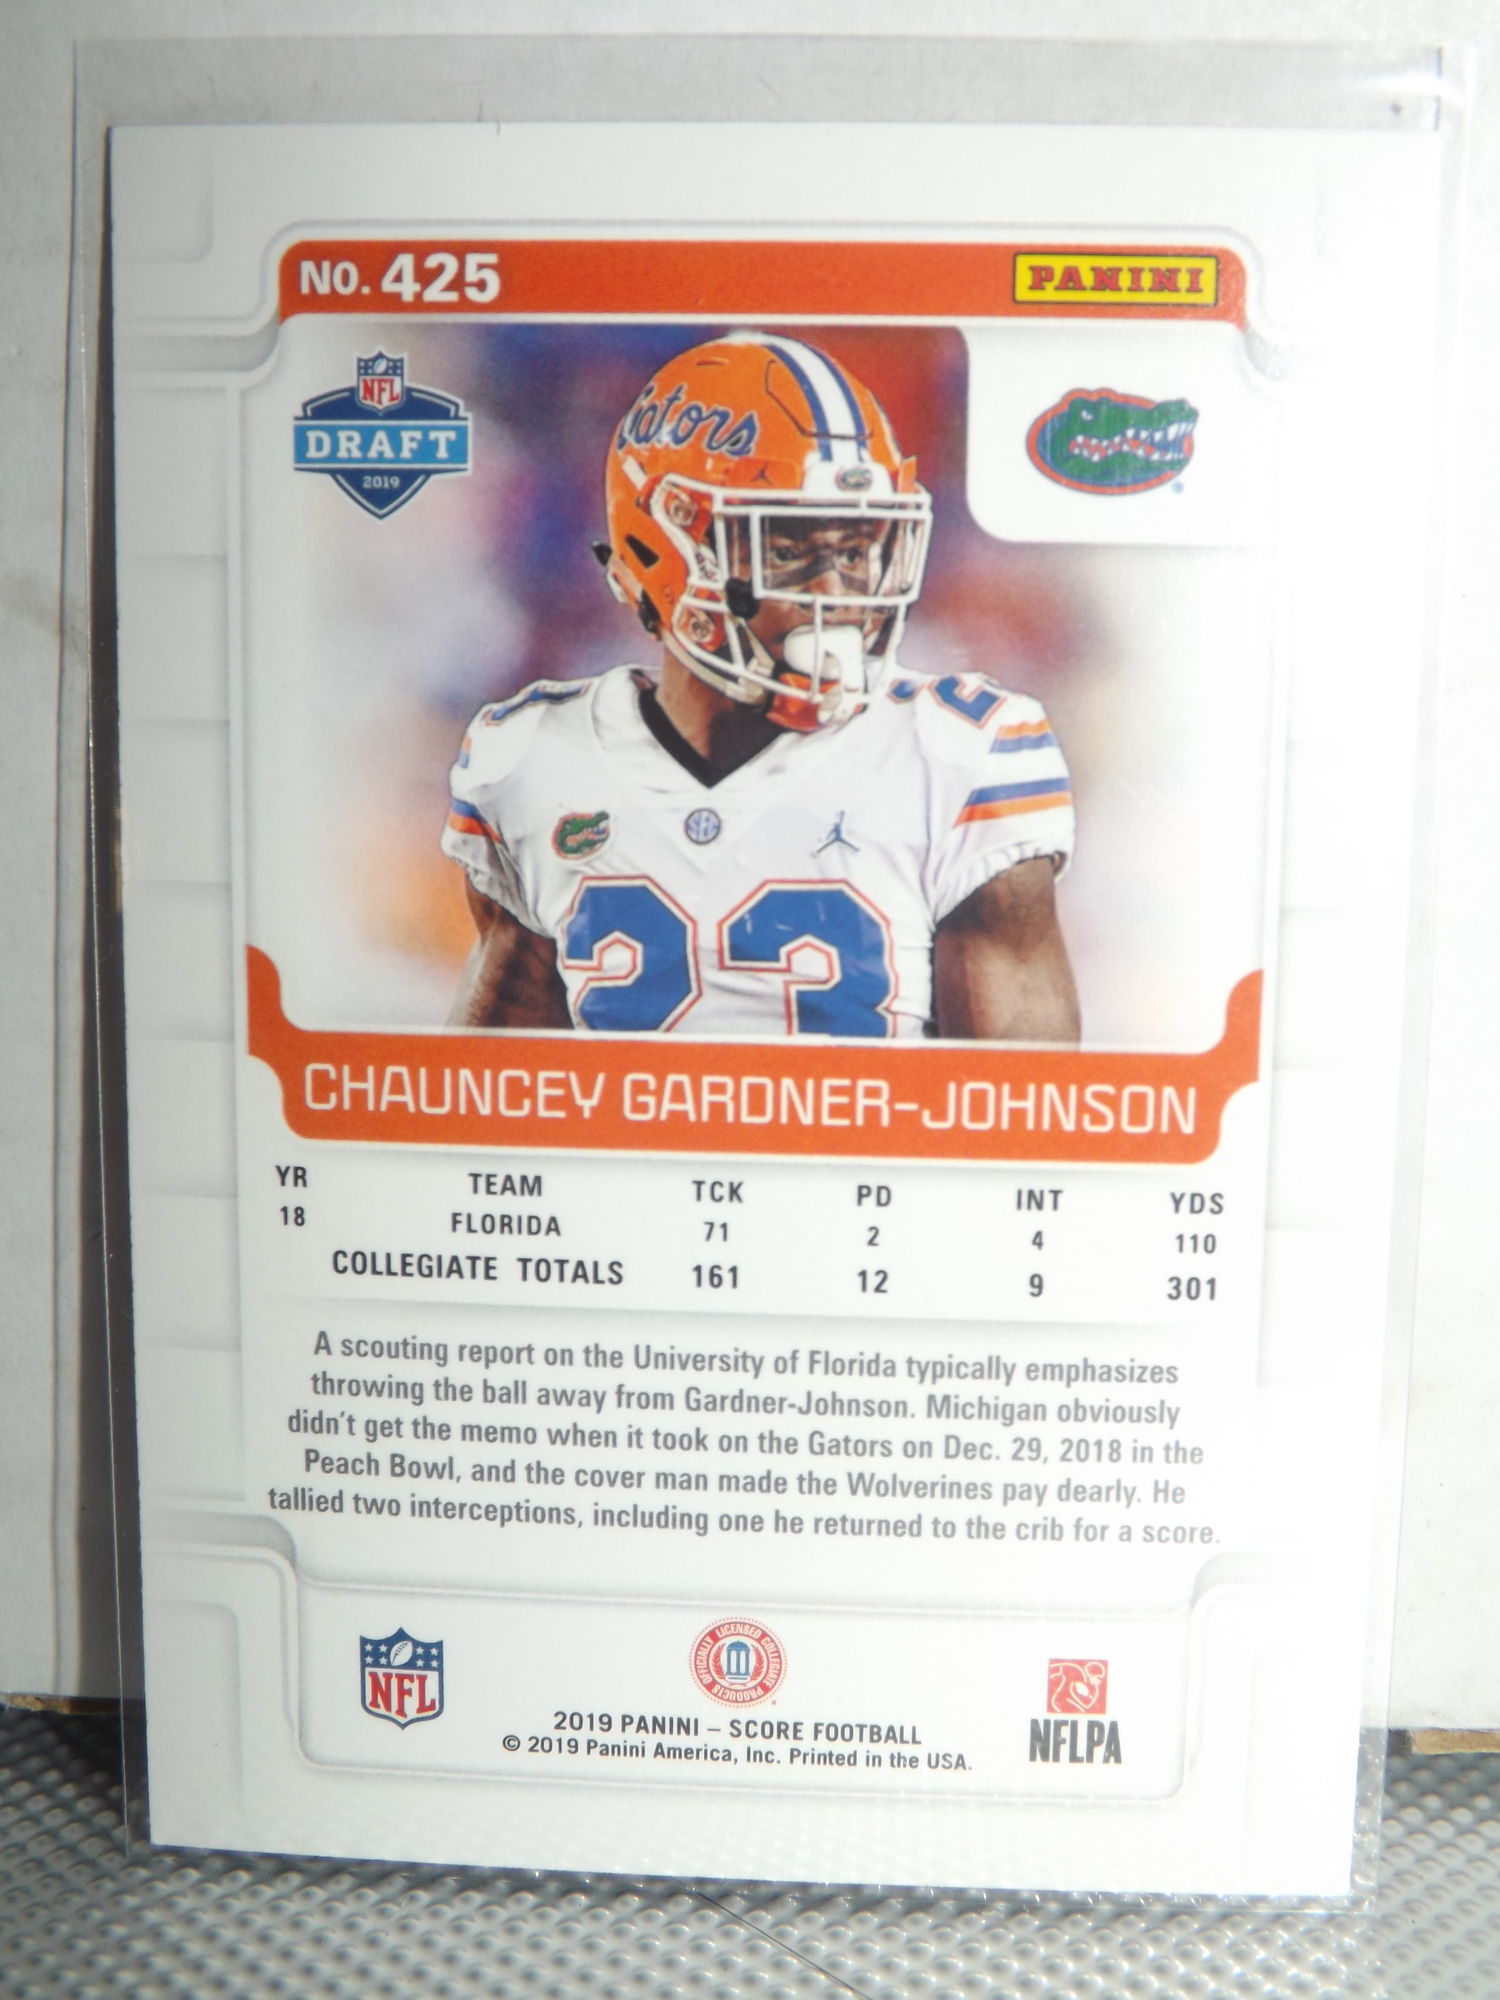 NO. 425
PANINI
NFL
DRAFT
2019
Gators
23
CHAUNCEY GARDNER-JOHNSON
YR TEAM TCK PD INT YDS
18 FLORIDA 71 2 4 110
COLLEGIATE TOTALS 161 12 9 301
A scouting report on the University of Florida typically emphasizes
throwing the ball away from Gardner-Johnson. Michigan obviously
didn't get the memo when it took on the Gators on Dec. 29, 2018 in the
Peach Bowl, and the cover man made the Wolverines pay dearly. He
tallied two interceptions, including one he returned to the crib for a score.
NFL
OFFICIALLY LICENSED COLLEGIATE PRODUCTS
NFLPA
2019 PANINI – SCORE FOOTBALL
© 2019 Panini America, Inc. Printed in the USA.